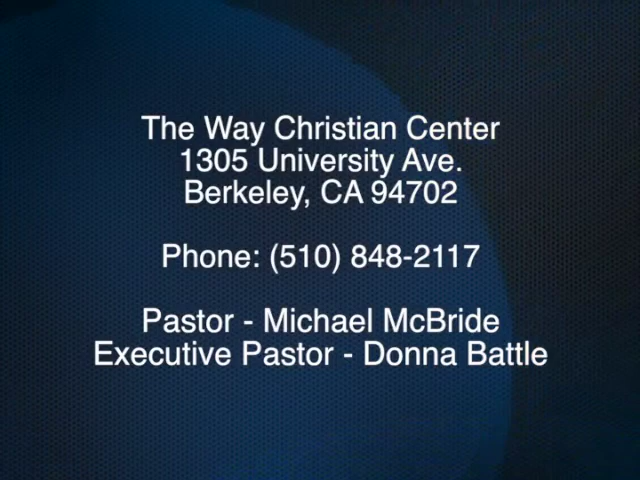 The Way Christian Center
1305 University Ave.
Berkeley, CA 94702
Phone: (510) 848-2117
Pastor - Michael McBride
Executive Pastor - Donna Battle